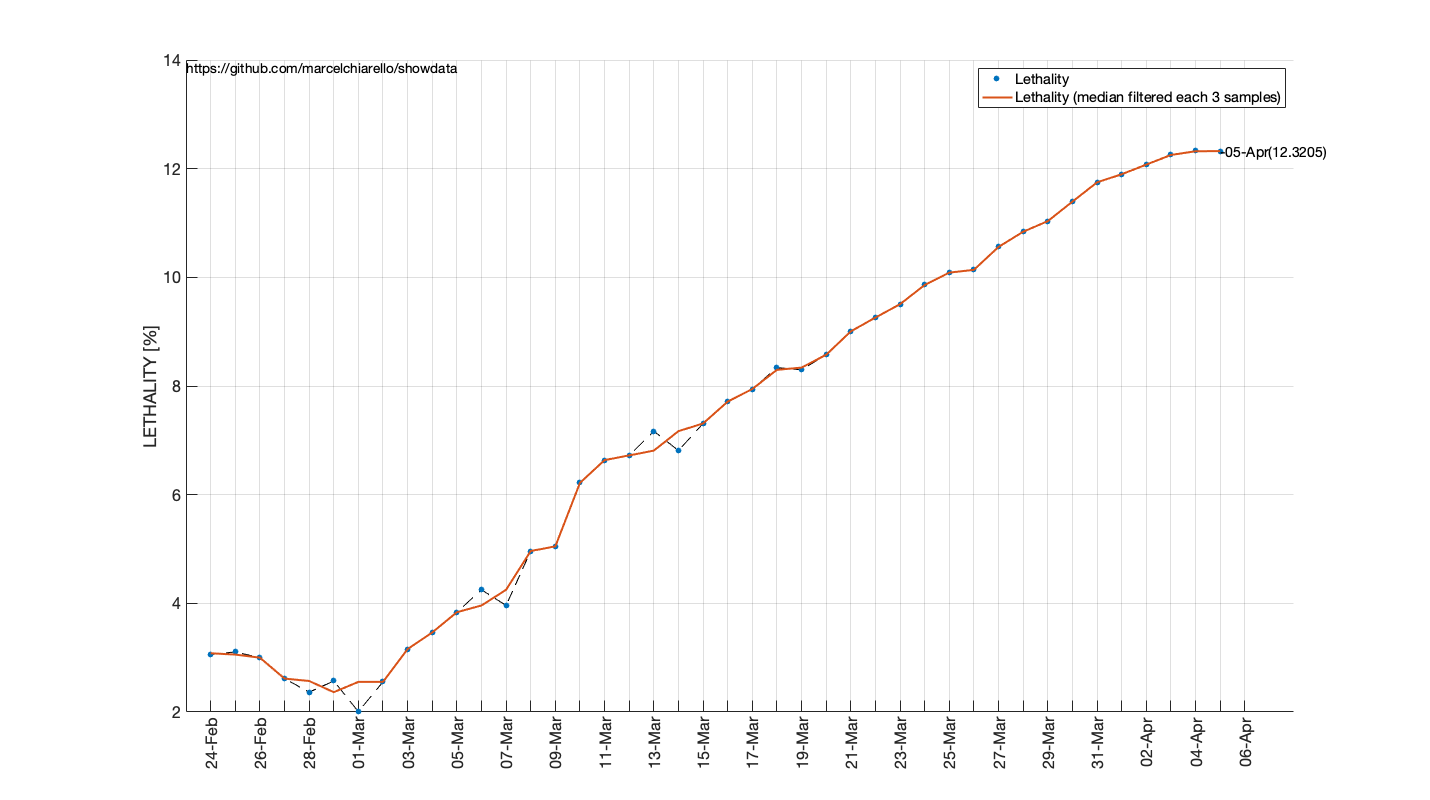 14
https://github.com/marcelchiarello/showdata
Lethality
Lethality (median filtered each 3 samples)
05-Apr(12.3205)
12
10
8
6
4
2
LETHALITY [%]
24-Feb
26-Feb
28-Feb
01-Mar
03-Mar
05-Mar
07-Mar
09-Mar
11-Mar
13-Mar
15-Mar
17-Mar
19-Mar
21-Mar
23-Mar
25-Mar
27-Mar
29-Mar
31-Mar
02-Apr
04-Apr
06-Apr